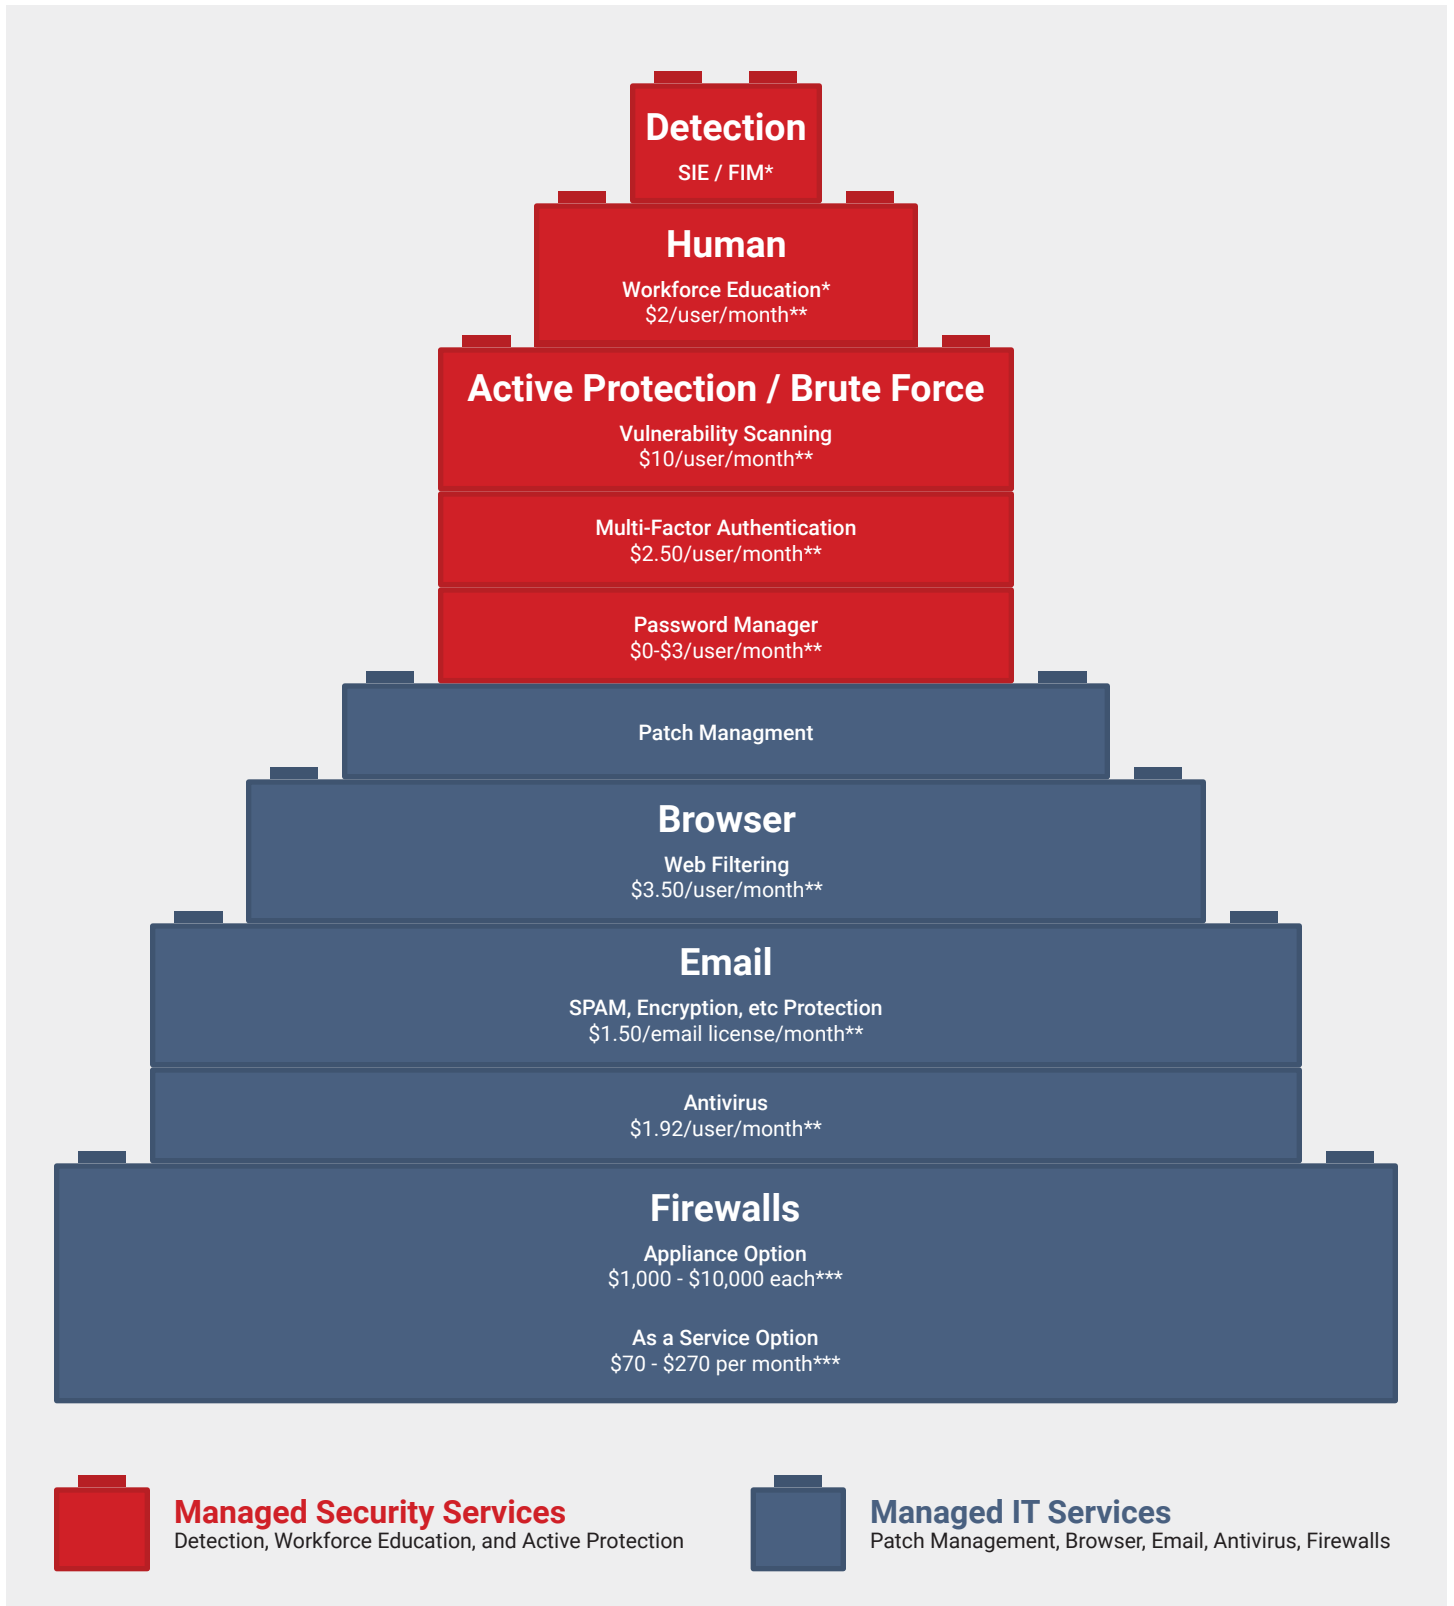 Detection
SIE / FIM*
Human
Workforce Education*
$2/user/month**
Active Protection / Brute Force
Vulnerability Scanning
$10/user/month**
Multi-Factor Authentication
$2.50/user/month**
Password Manager
$0-$3/user/month**
Patch Managment
Browser
Web Filtering
$3.50/user/month**
Email
SPAM, Encryption, etc Protection
$1.50/email license/month**
Antivirus
$1.92/user/month**
Firewalls
Appliance Option
$1,000 - $10,000 each***
As a Service Option
$70 - $270 per month***
Managed Security Services
Detection, Workforce Education, and Active Protection
Managed IT Services
Patch Management, Browser, Email, Antivirus, Firewalls